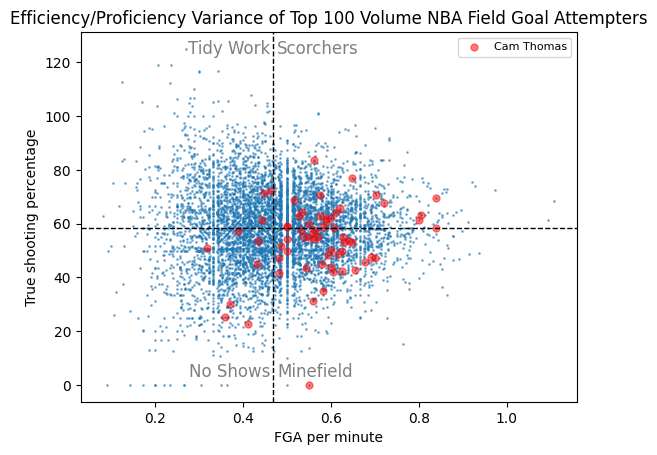 Efficiency/Proficiency Variance of Top 100 Volume NBA Field Goal Attempters
Tidy Work
Scorchers
Cam Thomas
120
100
80
60
40
20
0
True shooting percentage
No Shows
Minefield
0.2
0.4
0.6
0.8
1.0
FGA per minute